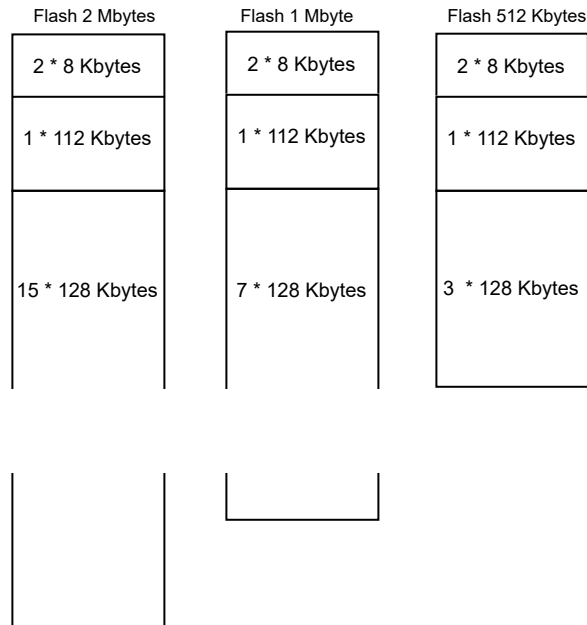 Flash 2 Mbytes
Flash 1 Mbyte
Flash 512 Kbytes
2 * 8 Kbytes
2 * 8 Kbytes
2 * 8 Kbytes
1 * 112 Kbytes
1 * 112 Kbytes
1 * 112 Kbytes
15 * 128 Kbytes
7 * 128 Kbytes
3 * 128 Kbytes